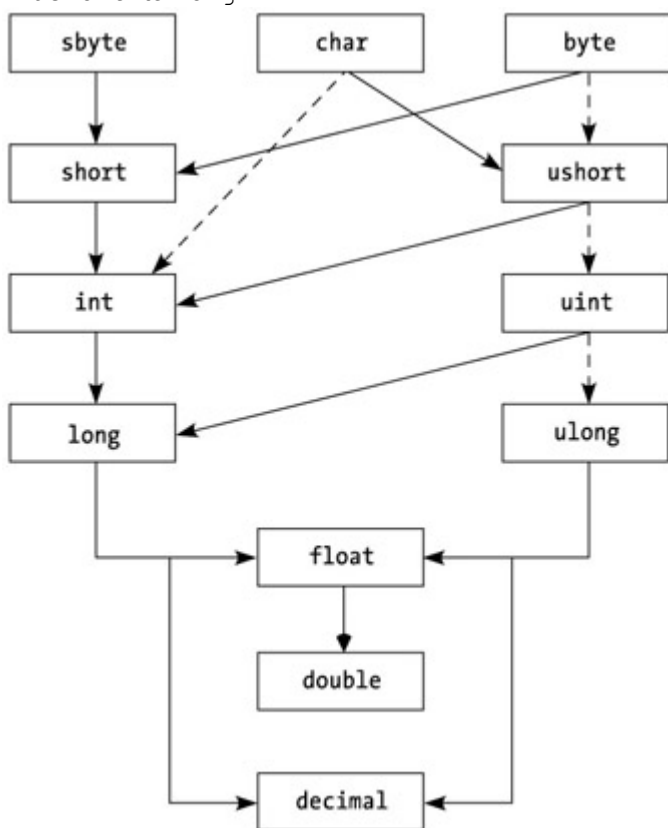 sbyte
char
byte
short
ushort
int
uint
long
ulong
float
double
decimal